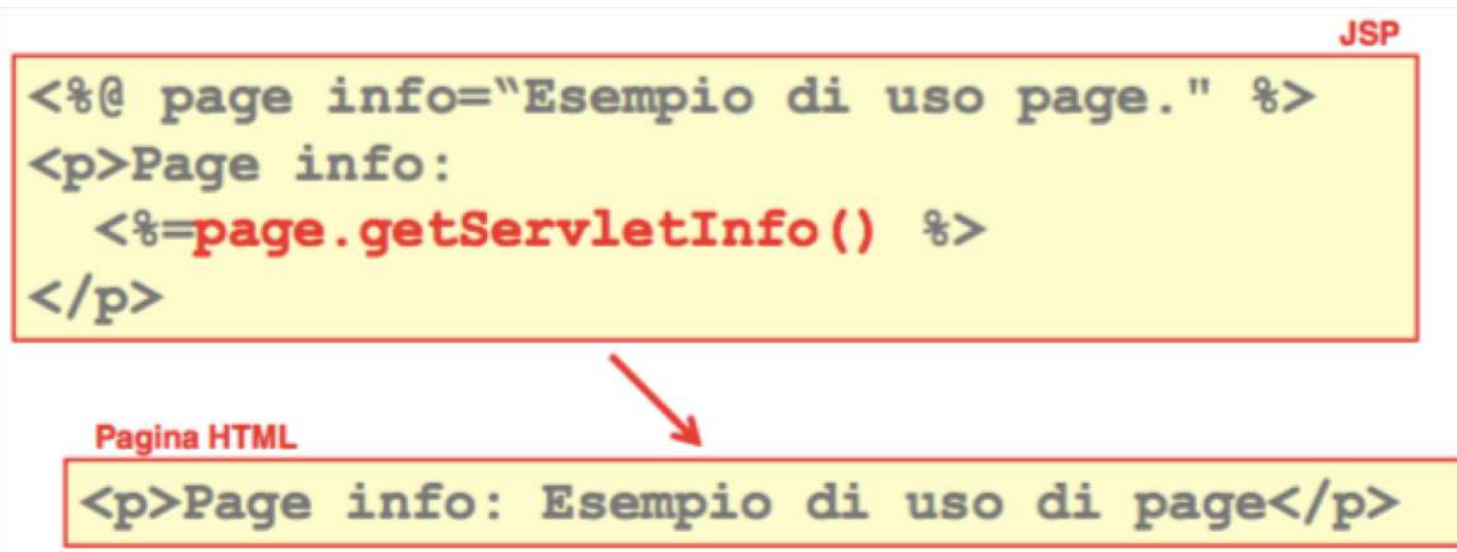 JSP
<%@ page info=“Esempio di uso page." %>
<p>Page info:
<%=page.getServletInfo() %>
</p>
Pagina HTML
<p>Page info: Esempio di uso di page</p>